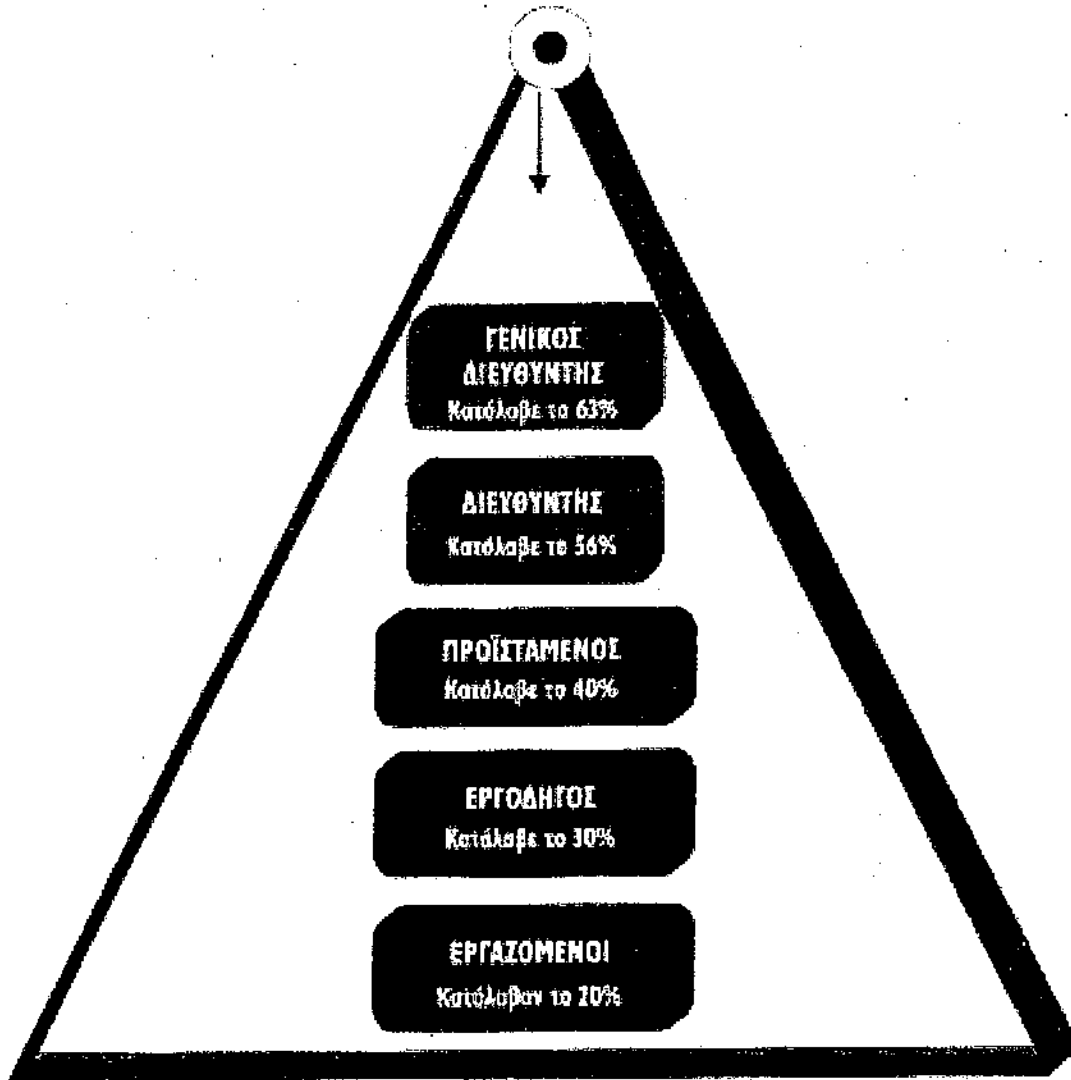 ΓΕΝΙΚΟΣ
ΔΙΕΥΘΥΝΤΗΣ
Κατάλαβε το 63%
ΔΙΕΥΘΥΝΤΗΣ
Κατάλαβε το 56%
ΠΡΟΪΣΤΑΜΕΝΟΣ
Κατάλαβε το 40%
ΕΡΓΟΔΗΓΟΣ
Κατάλαβε το 30%
ΕΡΓΑΖΟΜΕΝΟΙ
Κατάλαβαν το 20%